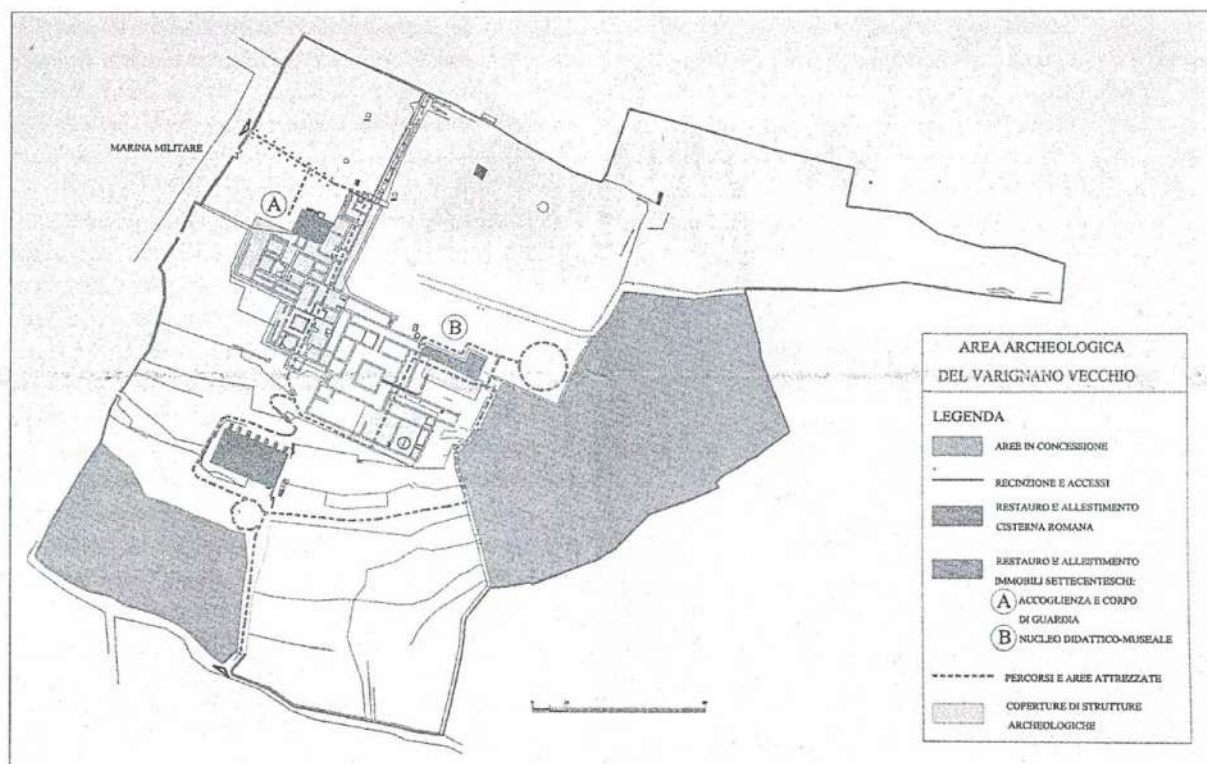 MARINA MILITARE
A
B
AREA ARCHEOLOGICA
DEL VARIGNANO VECCHIO
LEGENDA
AREE IN CONCESSIONE
RECINZIONE E ACCESSI
RESTAURO E ALLESTIMENTO
CISTERNA ROMANA
RESTAURO E ALLESTIMENTO
IMMOBILI SETTECENTESCHI:
A ACCOGLIENZA E CORPO
DI GUARDIA
B NUCLEO DIDATTICO-MUSEALE
PERCORSI E AREE ATTREZZATE
COPERTURE DI STRUTTURE
ARCHEOLOGICHE